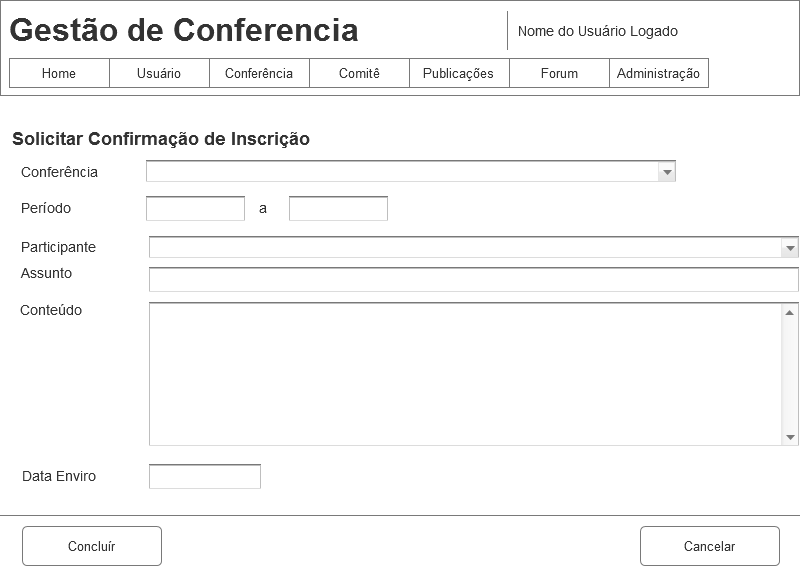 Gestão de Conferencia
Nome do Usuário Logado
Home Usuário Conferência Comitê Publicações Forum Administração
Solicitar Confirmação de Inscrição
Conferência
Período a
Participante
Assunto
Conteúdo
Data Enviro
Concluír Cancelar